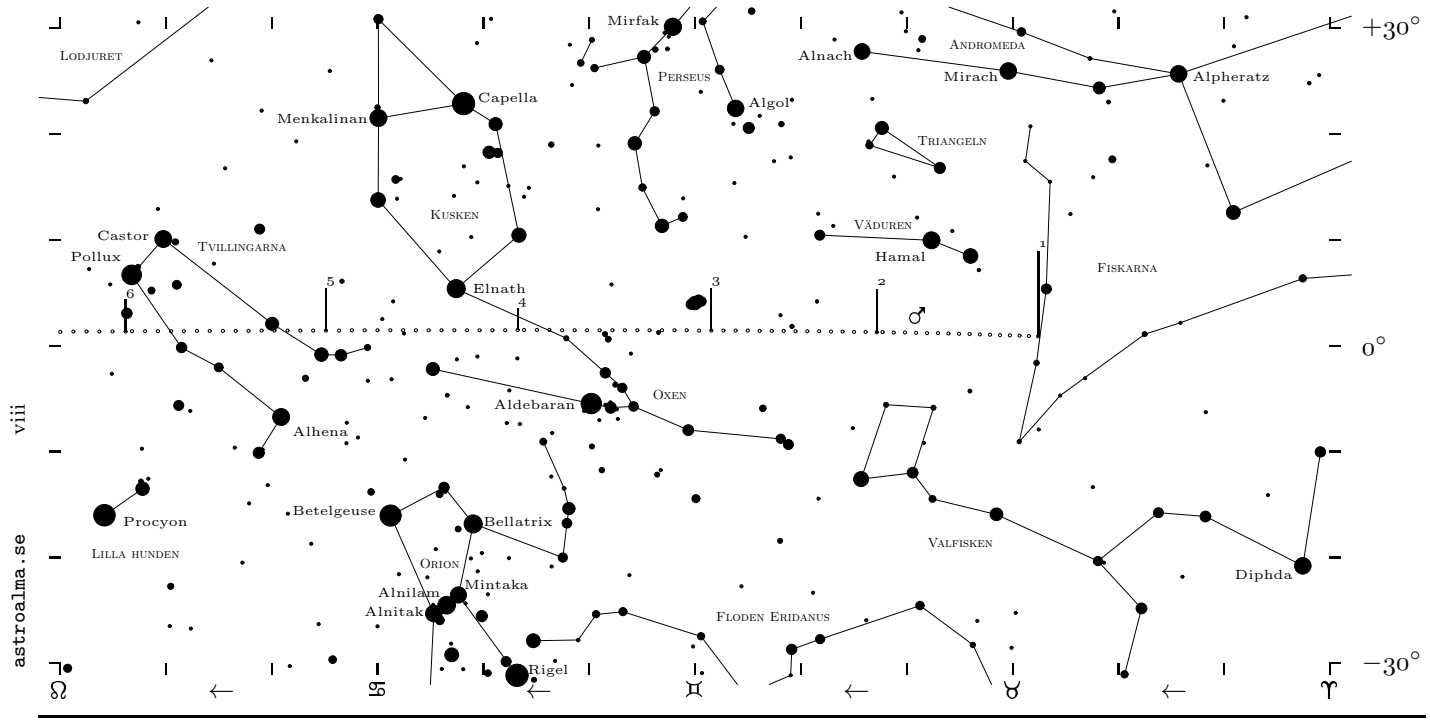 Mirfak
+30°
Lodjuret
Andromeda
Alnach
Perseus
Mirach
Alpheratz
Capella
Algol
Menkalinan
Triangeln
Kusken
Väduren
Castor
Tvillingarna
Pollux
Hamal
Fiskarna
1
5
3
2
Elnath
6
4
♂
0°
Oxen
Aldebaran
viii
Alhena
Betelgeuse
Procyon
Bellatrix
Lilla hunden
Valfisken
Orion
Diphda
Mintaka
Alnilam
Alnitak
Floden Eridanus
astroalma.se
Rigel
−30°
♌ ← ♋ ← ♊ ← ♉ ← ♈